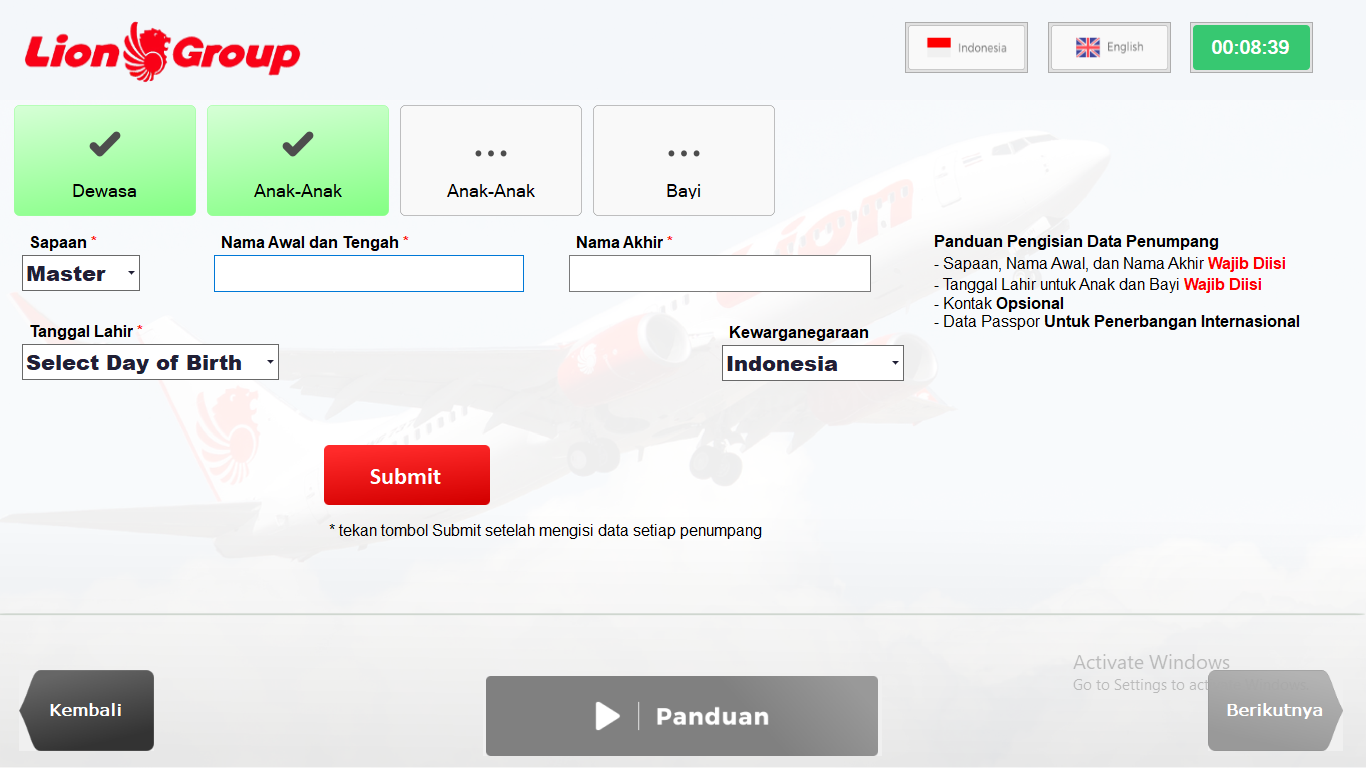 Lion Group
Indonesia
English
00:08:39
Dewasa
Anak-Anak
Anak-Anak
Bayi
Sapaan *
Nama Awal dan Tengah *
Nama Akhir *
Master
Tanggal Lahir *
Select Day of Birth
Kewarganegaraan
Indonesia
Panduan Pengisian Data Penumpang
- Sapaan, Nama Awal, dan Nama Akhir Wajib Diisi
- Tanggal Lahir untuk Anak dan Bayi Wajib Diisi
- Kontak Opsional
- Data Passpor Untuk Penerbangan Internasional
lion
Submit
* tekan tombol Submit setelah mengisi data setiap penumpang
Activate Windows
Go to Settings to act
Kembali
Panduan
Berikutnya